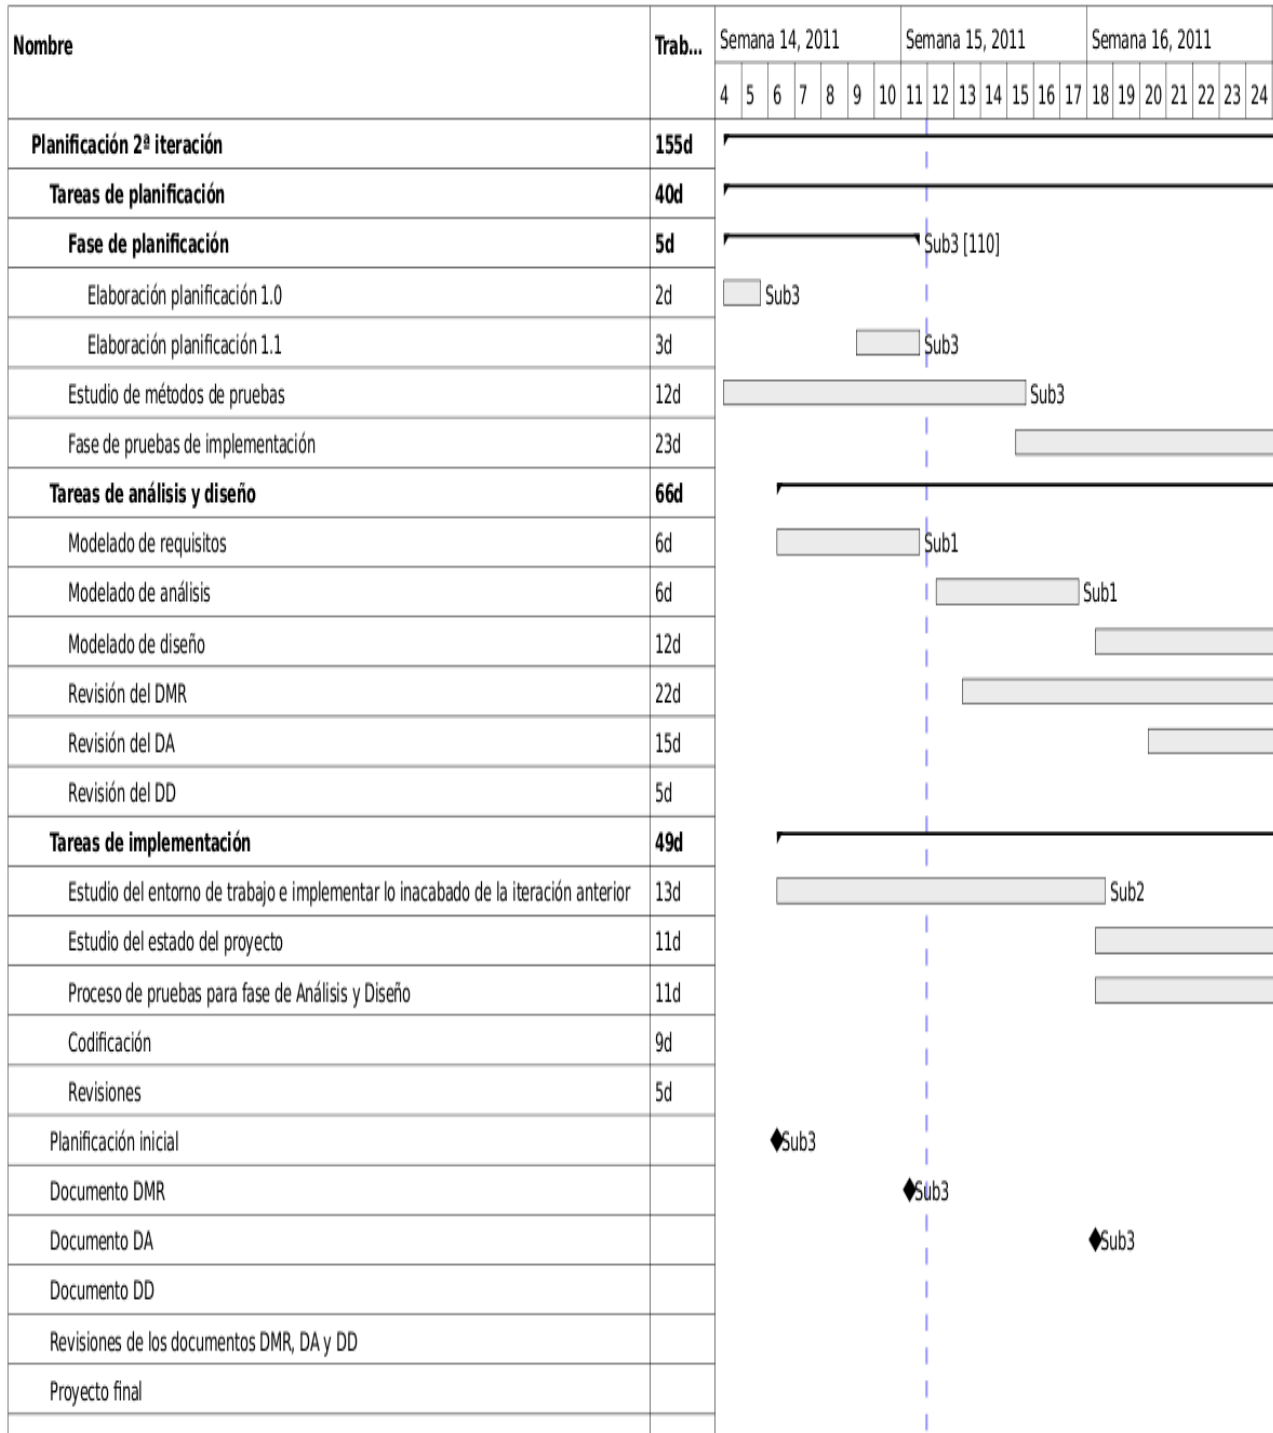 Nombre Trab... Semana 14, 2011 Semana 15, 2011 Semana 16, 2011
4 5 6 7 8 9 10 11 12 13 14 15 16 17 18 19 20 21 22 23 24
Planificación 2ª iteración 155d
Tareas de planificación 40d
Fase de planificación 5d Sub3 [110]
Elaboración planificación 1.0 2d Sub3
Elaboración planificación 1.1 3d Sub3
Estudio de métodos de pruebas 12d Sub3
Fase de pruebas de implementación 23d
Tareas de análisis y diseño 66d
Modelado de requisitos 6d Sub1
Modelado de análisis 6d Sub1
Modelado de diseño 12d
Revisión del DMR 22d
Revisión del DA 15d
Revisión del DD 5d
Tareas de implementación 49d
Estudio del entorno de trabajo e implementar lo inacabado de la iteración anterior 13d Sub2
Estudio del estado del proyecto 11d
Proceso de pruebas para fase de Análisis y Diseño 11d
Codificación 9d
Revisiones 5d
Planificación inicial Sub3
Documento DMR Sub3
Documento DA Sub3
Documento DD
Revisiones de los documentos DMR, DA y DD
Proyecto final